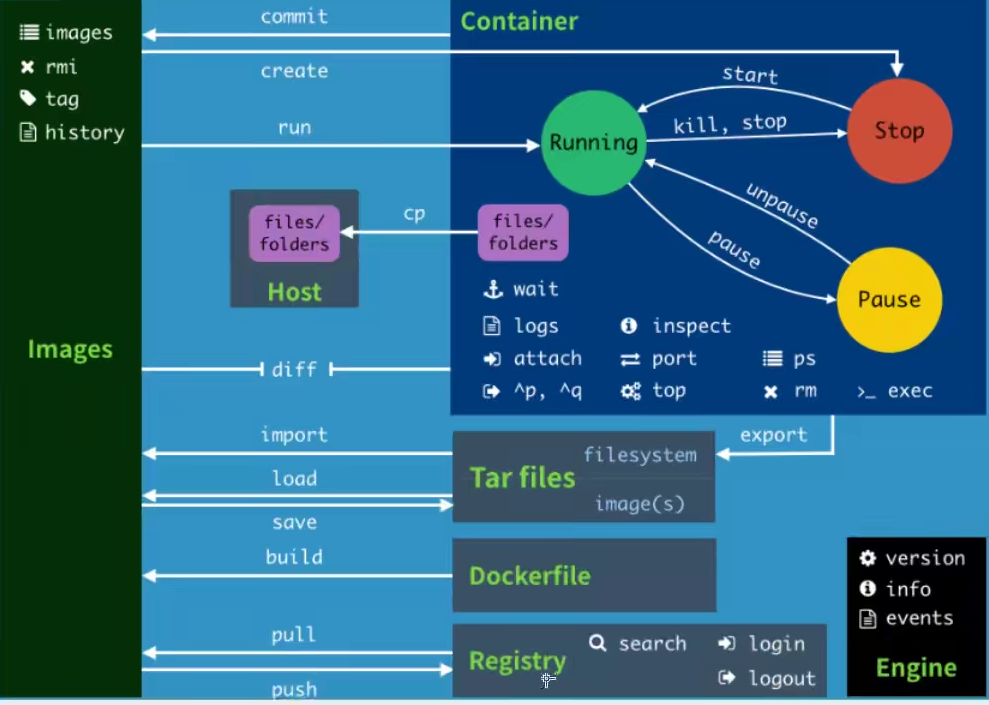 images
rmi
tag
history
Images
commit
create
run
cp
files/
folders
Host
diff
import
load
save
build
pull
push
Container
start
kill, stop
unpause
pause
Running
Stop
Pause
files/
folders
wait
logs
inspect
attach
port
ps
^p, ^q
top
rm
>_ exec
export
Tar files
filesystem
image(s)
Dockerfile
Registry
search
login
logout
version
info
events
Engine